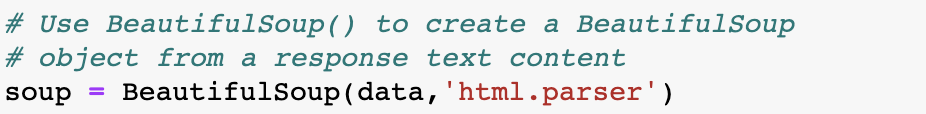 # Use BeautifulSoup() to create a BeautifulSoup
# object from a response text content
soup = BeautifulSoup(data,'html.parser')